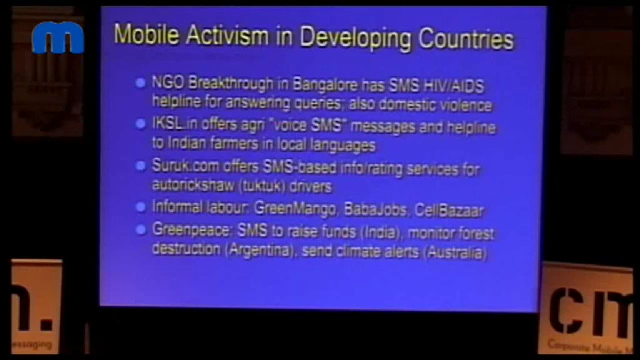 m
Mobile Activism in Developing Countries
NGO Breakthrough in Bangalore has SMS HIV/AIDS
helpline for answering queries; also domestic violence
IKSL.in offers agri "voice SMS" messages and helpline
to Indian farmers in local languages
Suruk.com offers SMS-based info/rating services for
autorickshaw (tuktuk) drivers
Informal labour: GreenMango, BabaJobs, CellBazaar
Greenpeace: SMS to raise funds (India), monitor forest
destruction (Argentina), send climate alerts (Australia)
m.
essaging
cm
Corporate Mobile M